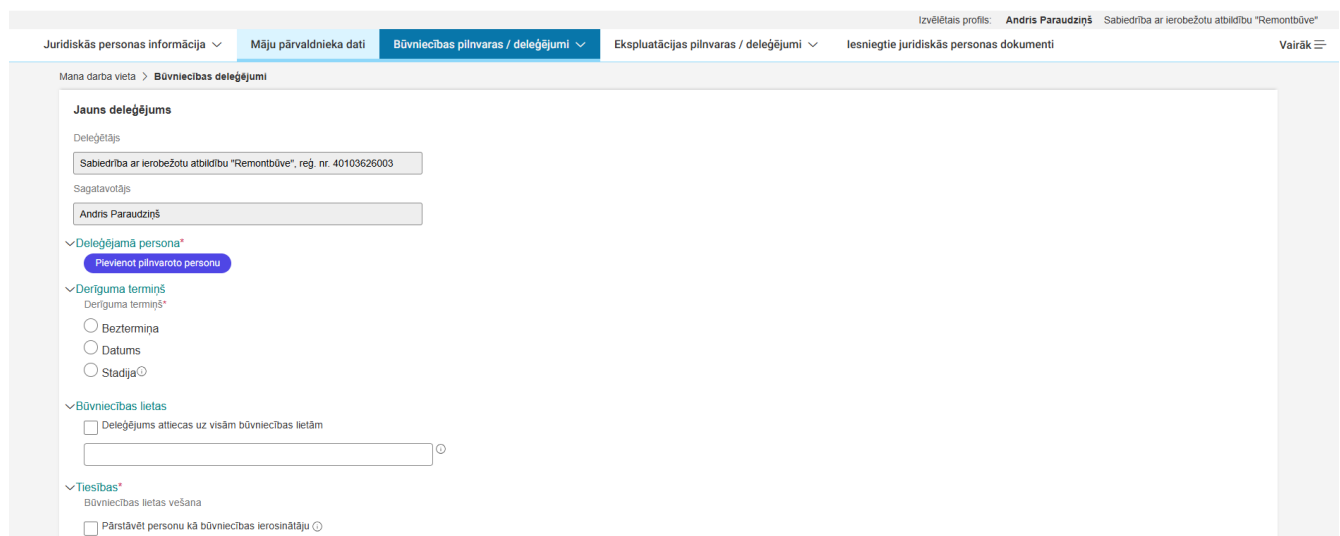 Izvēlētais profils: Andris Paraudziņš Sabiedrība ar ierobežotu atbildību "Remontbūve"
Juridiskās personas informācija Māju pārvaldnieka dati Būvniecības pilnvaras / deleģējumi Ekspluatācijas pilnvaras / deleģējumi Iesniegtie juridiskās personas dokumenti Vairāk
Mana darba vieta > Būvniecības deleģējumi
Jauns deleģējums
Deleģētājs
Sabiedrība ar ierobežotu atbildību "Remontbūve", reģ. nr. 40103626003
Sagatavotājs
Andris Paraudziņš
Deleģējamā persona*
Pievienot pilnvaroto personu
Derīguma termiņš
Derīguma termiņš*
Beztermiņa
Datums
Stadija
Būvniecības lietas
Deleģējums attiecas uz visām būvniecības lietām
Tiesības*
Būvniecības lietas vešana
Pārstāvēt personu kā būvniecības ierosinātāju